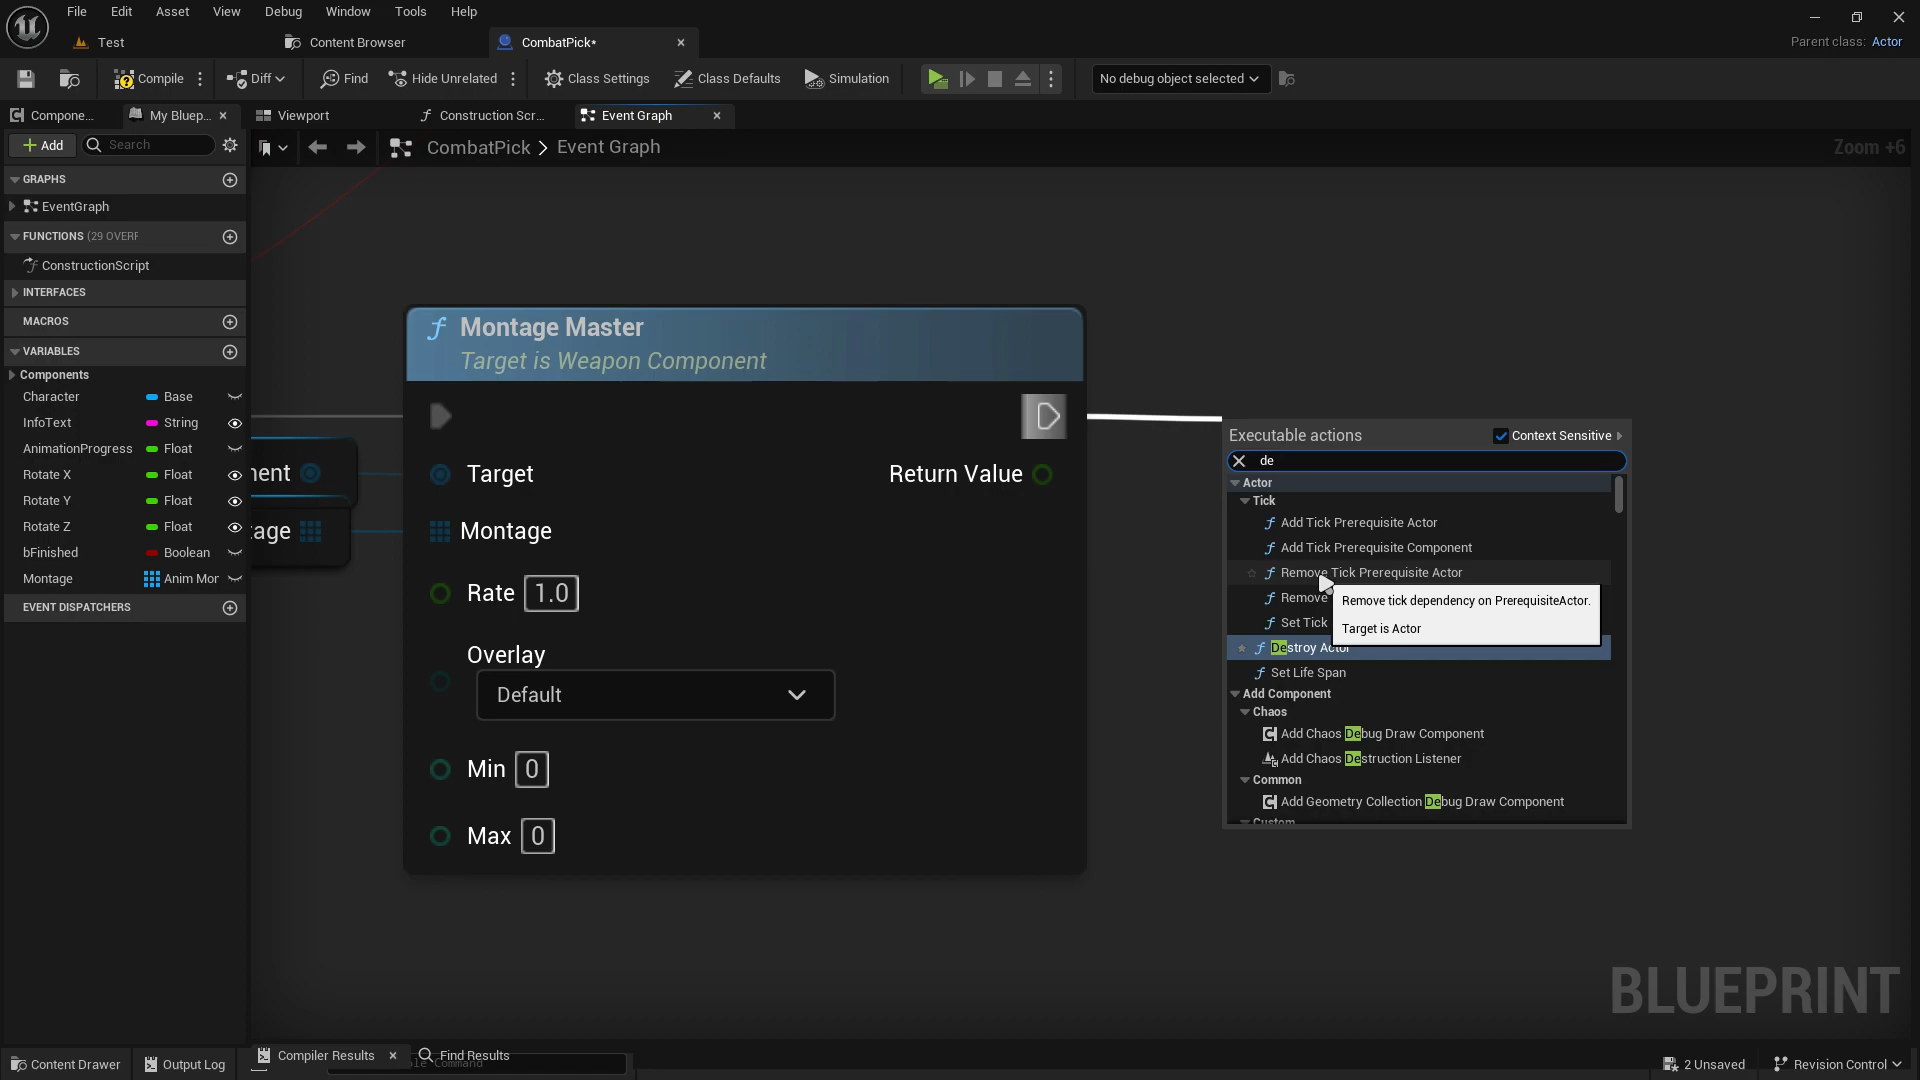 File Edit Asset View Debug Window Tools Help
Parent class: Actor
Test Content Browser CombatPick*
Compile Diff Find Hide Unrelated Class Settings Class Defaults Simulation No debug object selected
Compone... My Bluep... Viewport Construction Scr... Event Graph
Add Search CombatPick > Event Graph Zoom +6
GRAPHS
EventGraph
FUNCTIONS (29 OVERF
ConstructionScript
INTERFACES
MACROS
VARIABLES
Components
Character Base
InfoText String
AnimationProgress Float
Rotate X Float
Rotate Y Float
Rotate Z Float
bFinished Boolean
Montage Anim Mor
EVENT DISPATCHERS
nent
age
Montage Master
Target is Weapon Component
Target Return Value
Montage
Rate 1.0
Overlay
Default
Min 0
Max 0
Executable actions Context Sensitive
de
Actor
Tick
Add Tick Prerequisite Actor
Add Tick Prerequisite Component
Remove Tick Prerequisite Actor
Remove
Set Tick
Remove tick dependency on PrerequisiteActor.
Target is Actor
Destroy Actor
Set Life Span
Add Component
Chaos
Add Chaos Debug Draw Component
Add Chaos Destruction Listener
Common
Add Geometry Collection Debug Draw Component
Custom
BLUEPRINT
Compiler Results Find Results
Content Drawer Output Log Command 2 Unsaved Revision Control